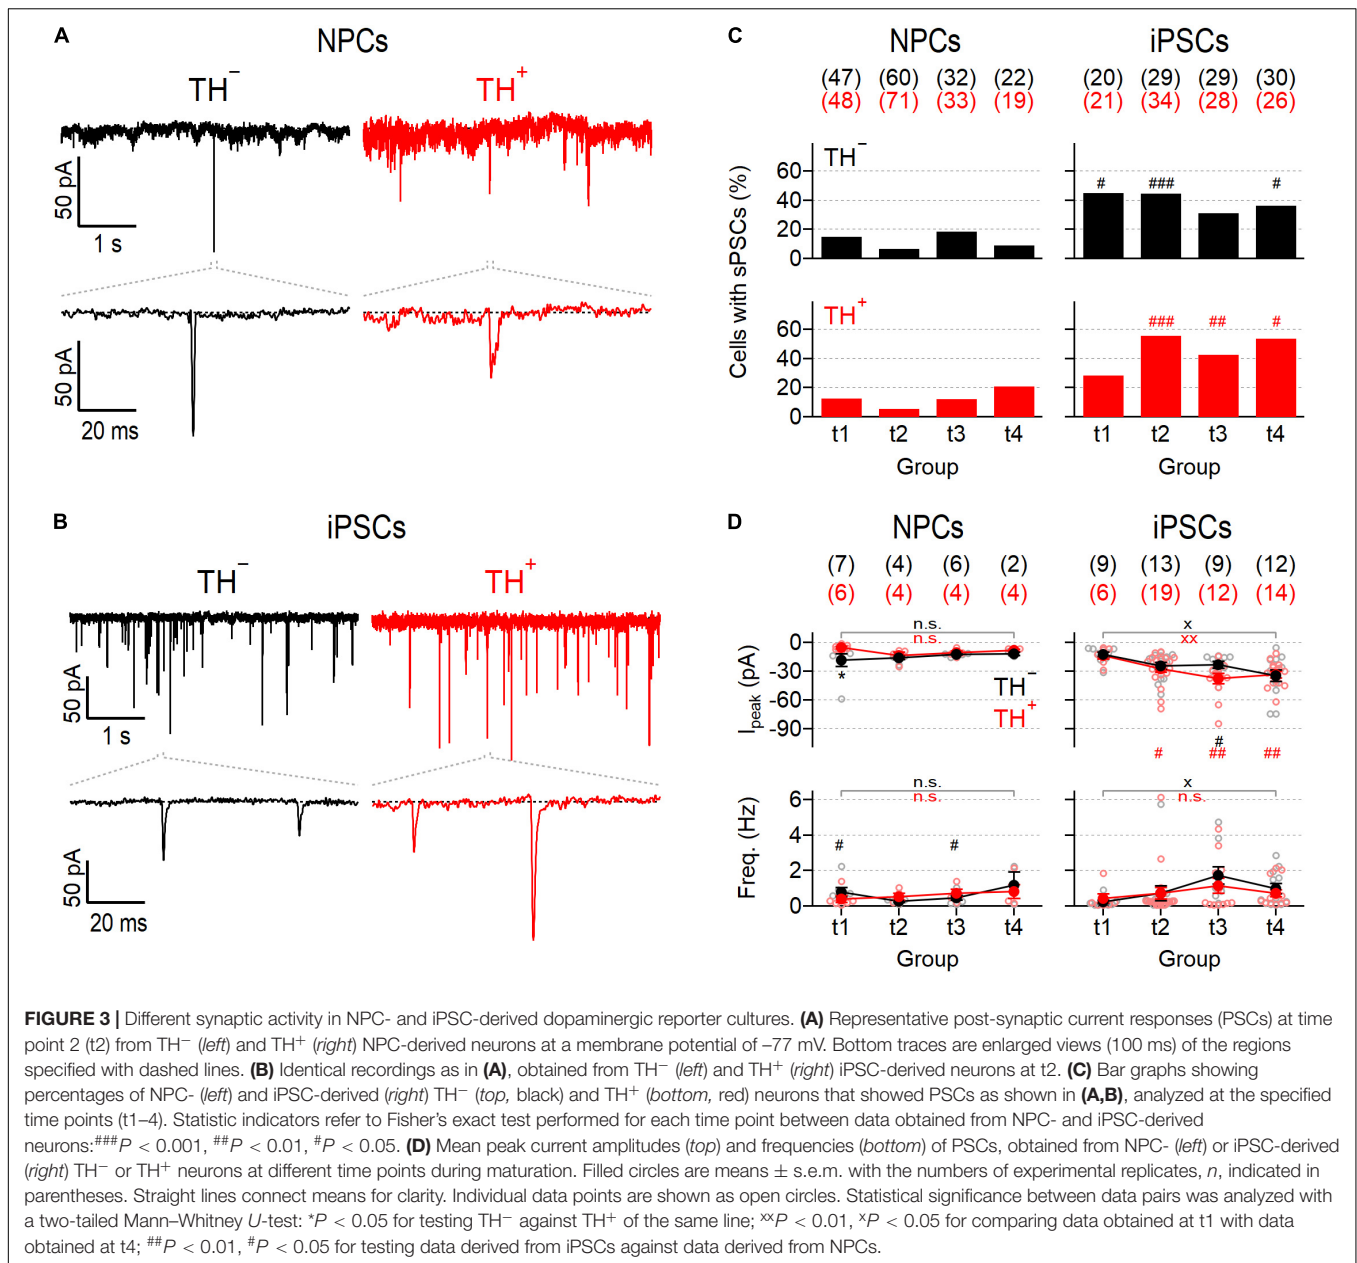 A
NPCs
TH−
TH+
50 pA
1 s
50 pA
20 ms
B
iPSCs
TH−
TH+
50 pA
1 s
50 pA
20 ms
C
NPCs
iPSCs
(47) (60) (32) (22)
(48) (71) (33) (19)
(20) (29) (29) (30)
(21) (34) (28) (26)
Cells with sPSCs (%)
TH−
60
40
20
0
# ### #
TH+
60
40
20
0
### ## #
t1 t2 t3 t4
Group
t1 t2 t3 t4
Group
D
NPCs
iPSCs
(7) (4) (6) (2)
(6) (4) (4) (4)
(9) (13) (9) (12)
(6) (19) (12) (14)
Ipeak (pA)
0
-30
-60
-90
n.s.
n.s.
*
TH−
TH+
x
xx
#
# ## ##
Freq. (Hz)
6
4
2
0
n.s.
n.s.
# #
x
n.s.
t1 t2 t3 t4
Group
t1 t2 t3 t4
Group
FIGURE 3 | Different synaptic activity in NPC- and iPSC-derived dopaminergic reporter cultures. (A) Representative post-synaptic current responses (PSCs) at time
point 2 (t2) from TH− (left) and TH+ (right) NPC-derived neurons at a membrane potential of –77 mV. Bottom traces are enlarged views (100 ms) of the regions
specified with dashed lines. (B) Identical recordings as in (A), obtained from TH− (left) and TH+ (right) iPSC-derived neurons at t2. (C) Bar graphs showing
percentages of NPC- (left) and iPSC-derived (right) TH− (top, black) and TH+ (bottom, red) neurons that showed PSCs as shown in (A,B), analyzed at the specified
time points (t1–4). Statistic indicators refer to Fisher's exact test performed for each time point between data obtained from NPC- and iPSC-derived
neurons:###P < 0.001, ##P < 0.01, #P < 0.05. (D) Mean peak current amplitudes (top) and frequencies (bottom) of PSCs, obtained from NPC- (left) or iPSC-derived
(right) TH− or TH+ neurons at different time points during maturation. Filled circles are means ± s.e.m. with the numbers of experimental replicates, n, indicated in
parentheses. Straight lines connect means for clarity. Individual data points are shown as open circles. Statistical significance between data pairs was analyzed with
a two-tailed Mann–Whitney U-test: *P < 0.05 for testing TH− against TH+ of the same line; xxP < 0.01, xP < 0.05 for comparing data obtained at t1 with data
obtained at t4; ##P < 0.01, #P < 0.05 for testing data derived from iPSCs against data derived from NPCs.